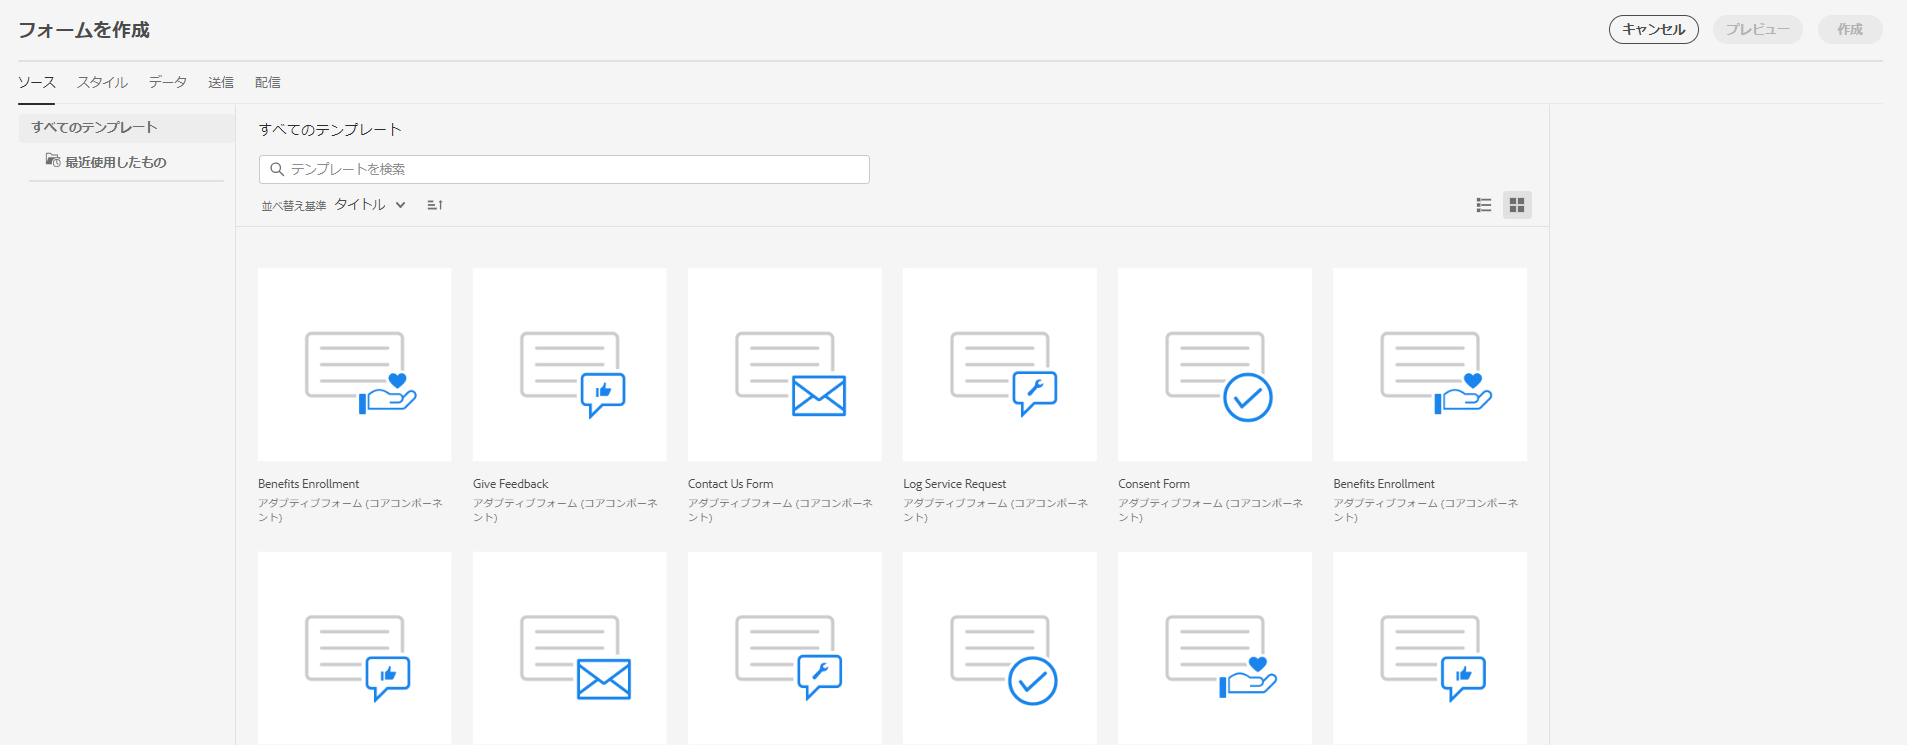 フォームを作成
キャンセル
プレビュー
作成
ソース
スタイル
データ
送信
配信
すべてのテンプレート
最近使用したもの
すべてのテンプレート
テンプレートを検索
並べ替え基準 タイトル
Benefits Enrollment
アダプティブフォーム (コアコンポーネ
ント)
Give Feedback
アダプティブフォーム (コアコンポーネ
ント)
Contact Us Form
アダプティブフォーム (コアコンポーネ
ント)
Log Service Request
アダプティブフォーム (コアコンポーネ
ント)
Consent Form
アダプティブフォーム (コアコンポーネ
ント)
Benefits Enrollment
アダプティブフォーム (コアコンポーネ
ント)